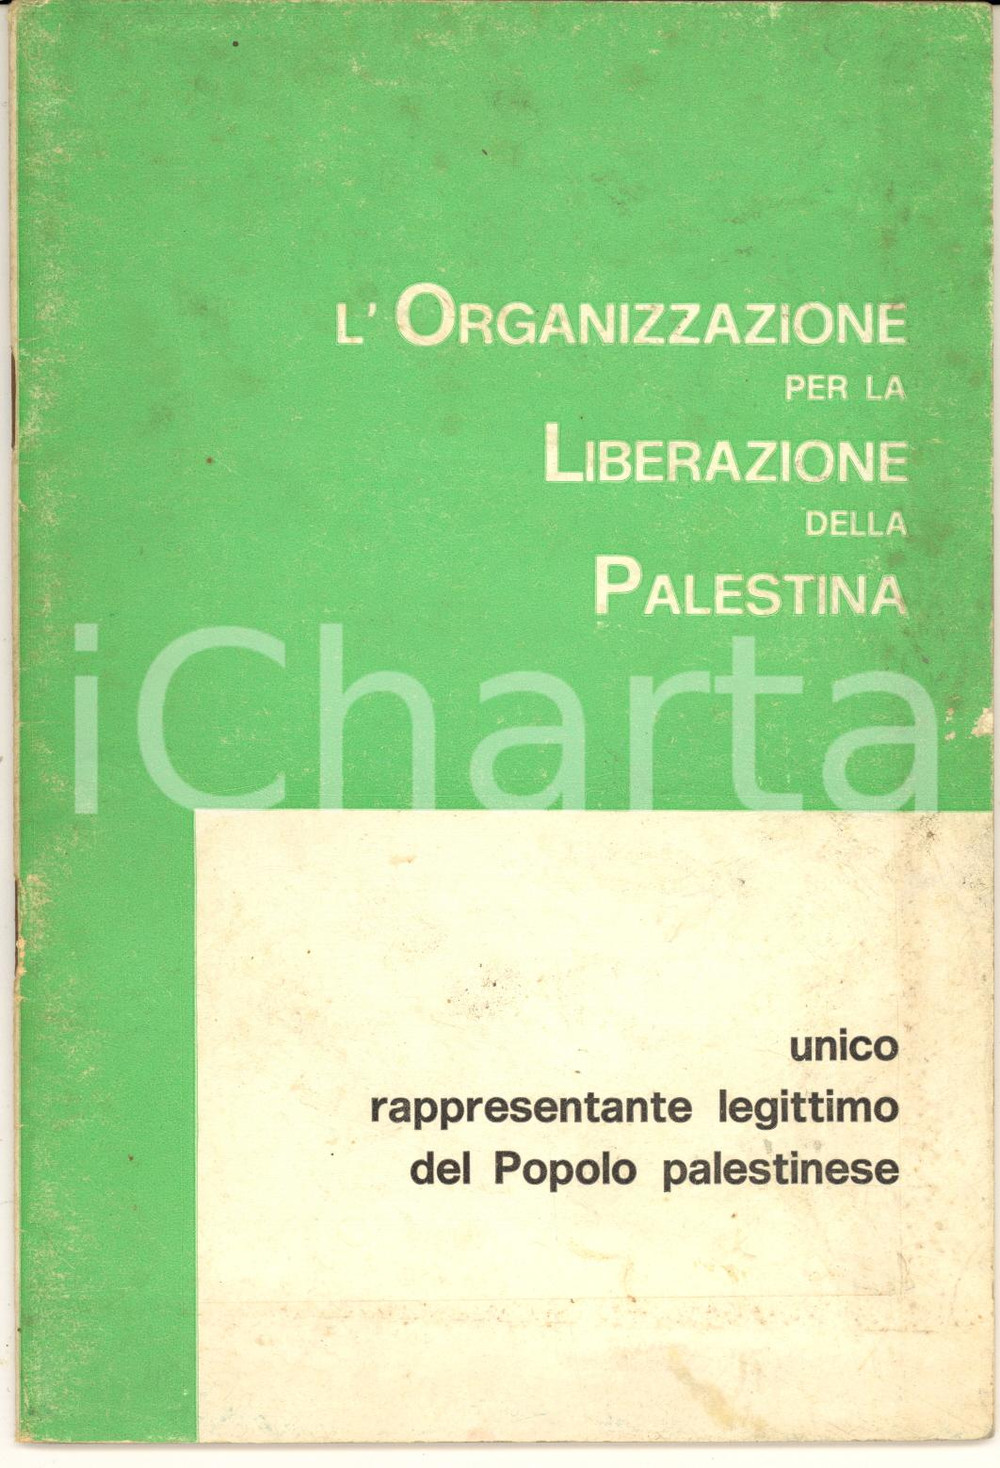 L'ORGANIZZAZIONE
PER LA
LIBERAZIONE
DELLA
PALESTINA
iCharta
unico
rappresentante legittimo
del Popolo palestinese